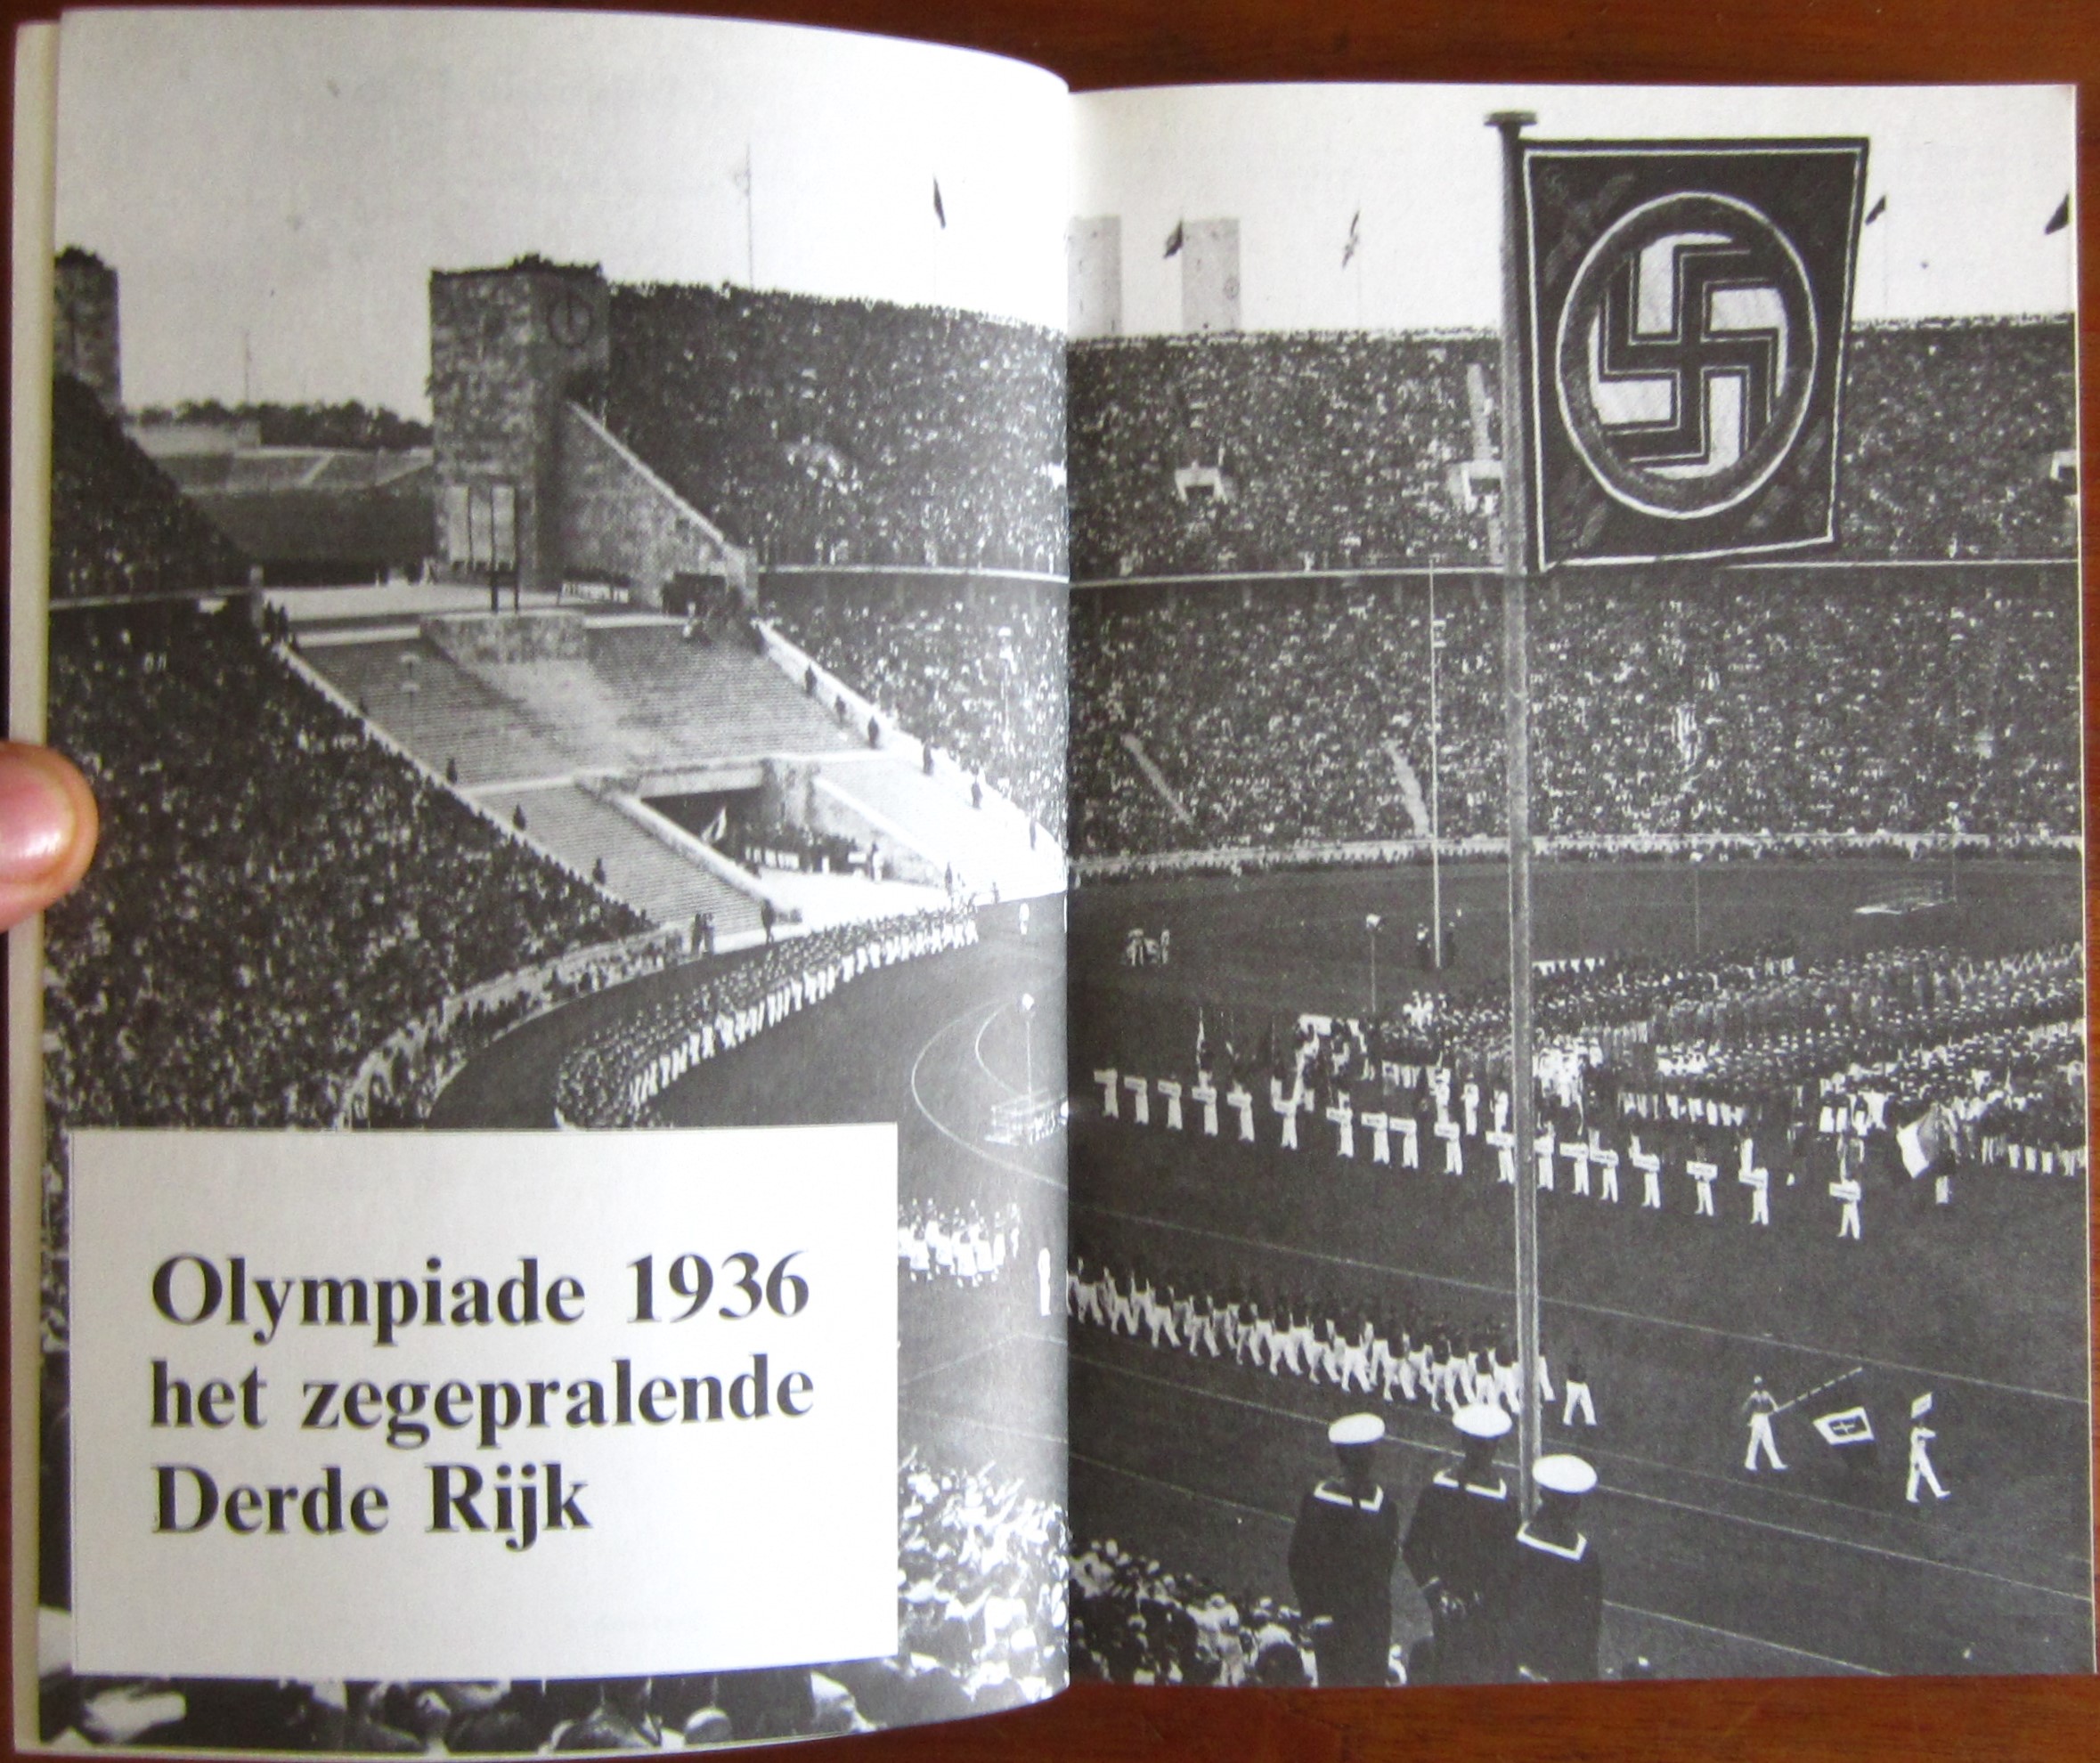 Olympiade 1936
het zegepralende
Derde Rijk